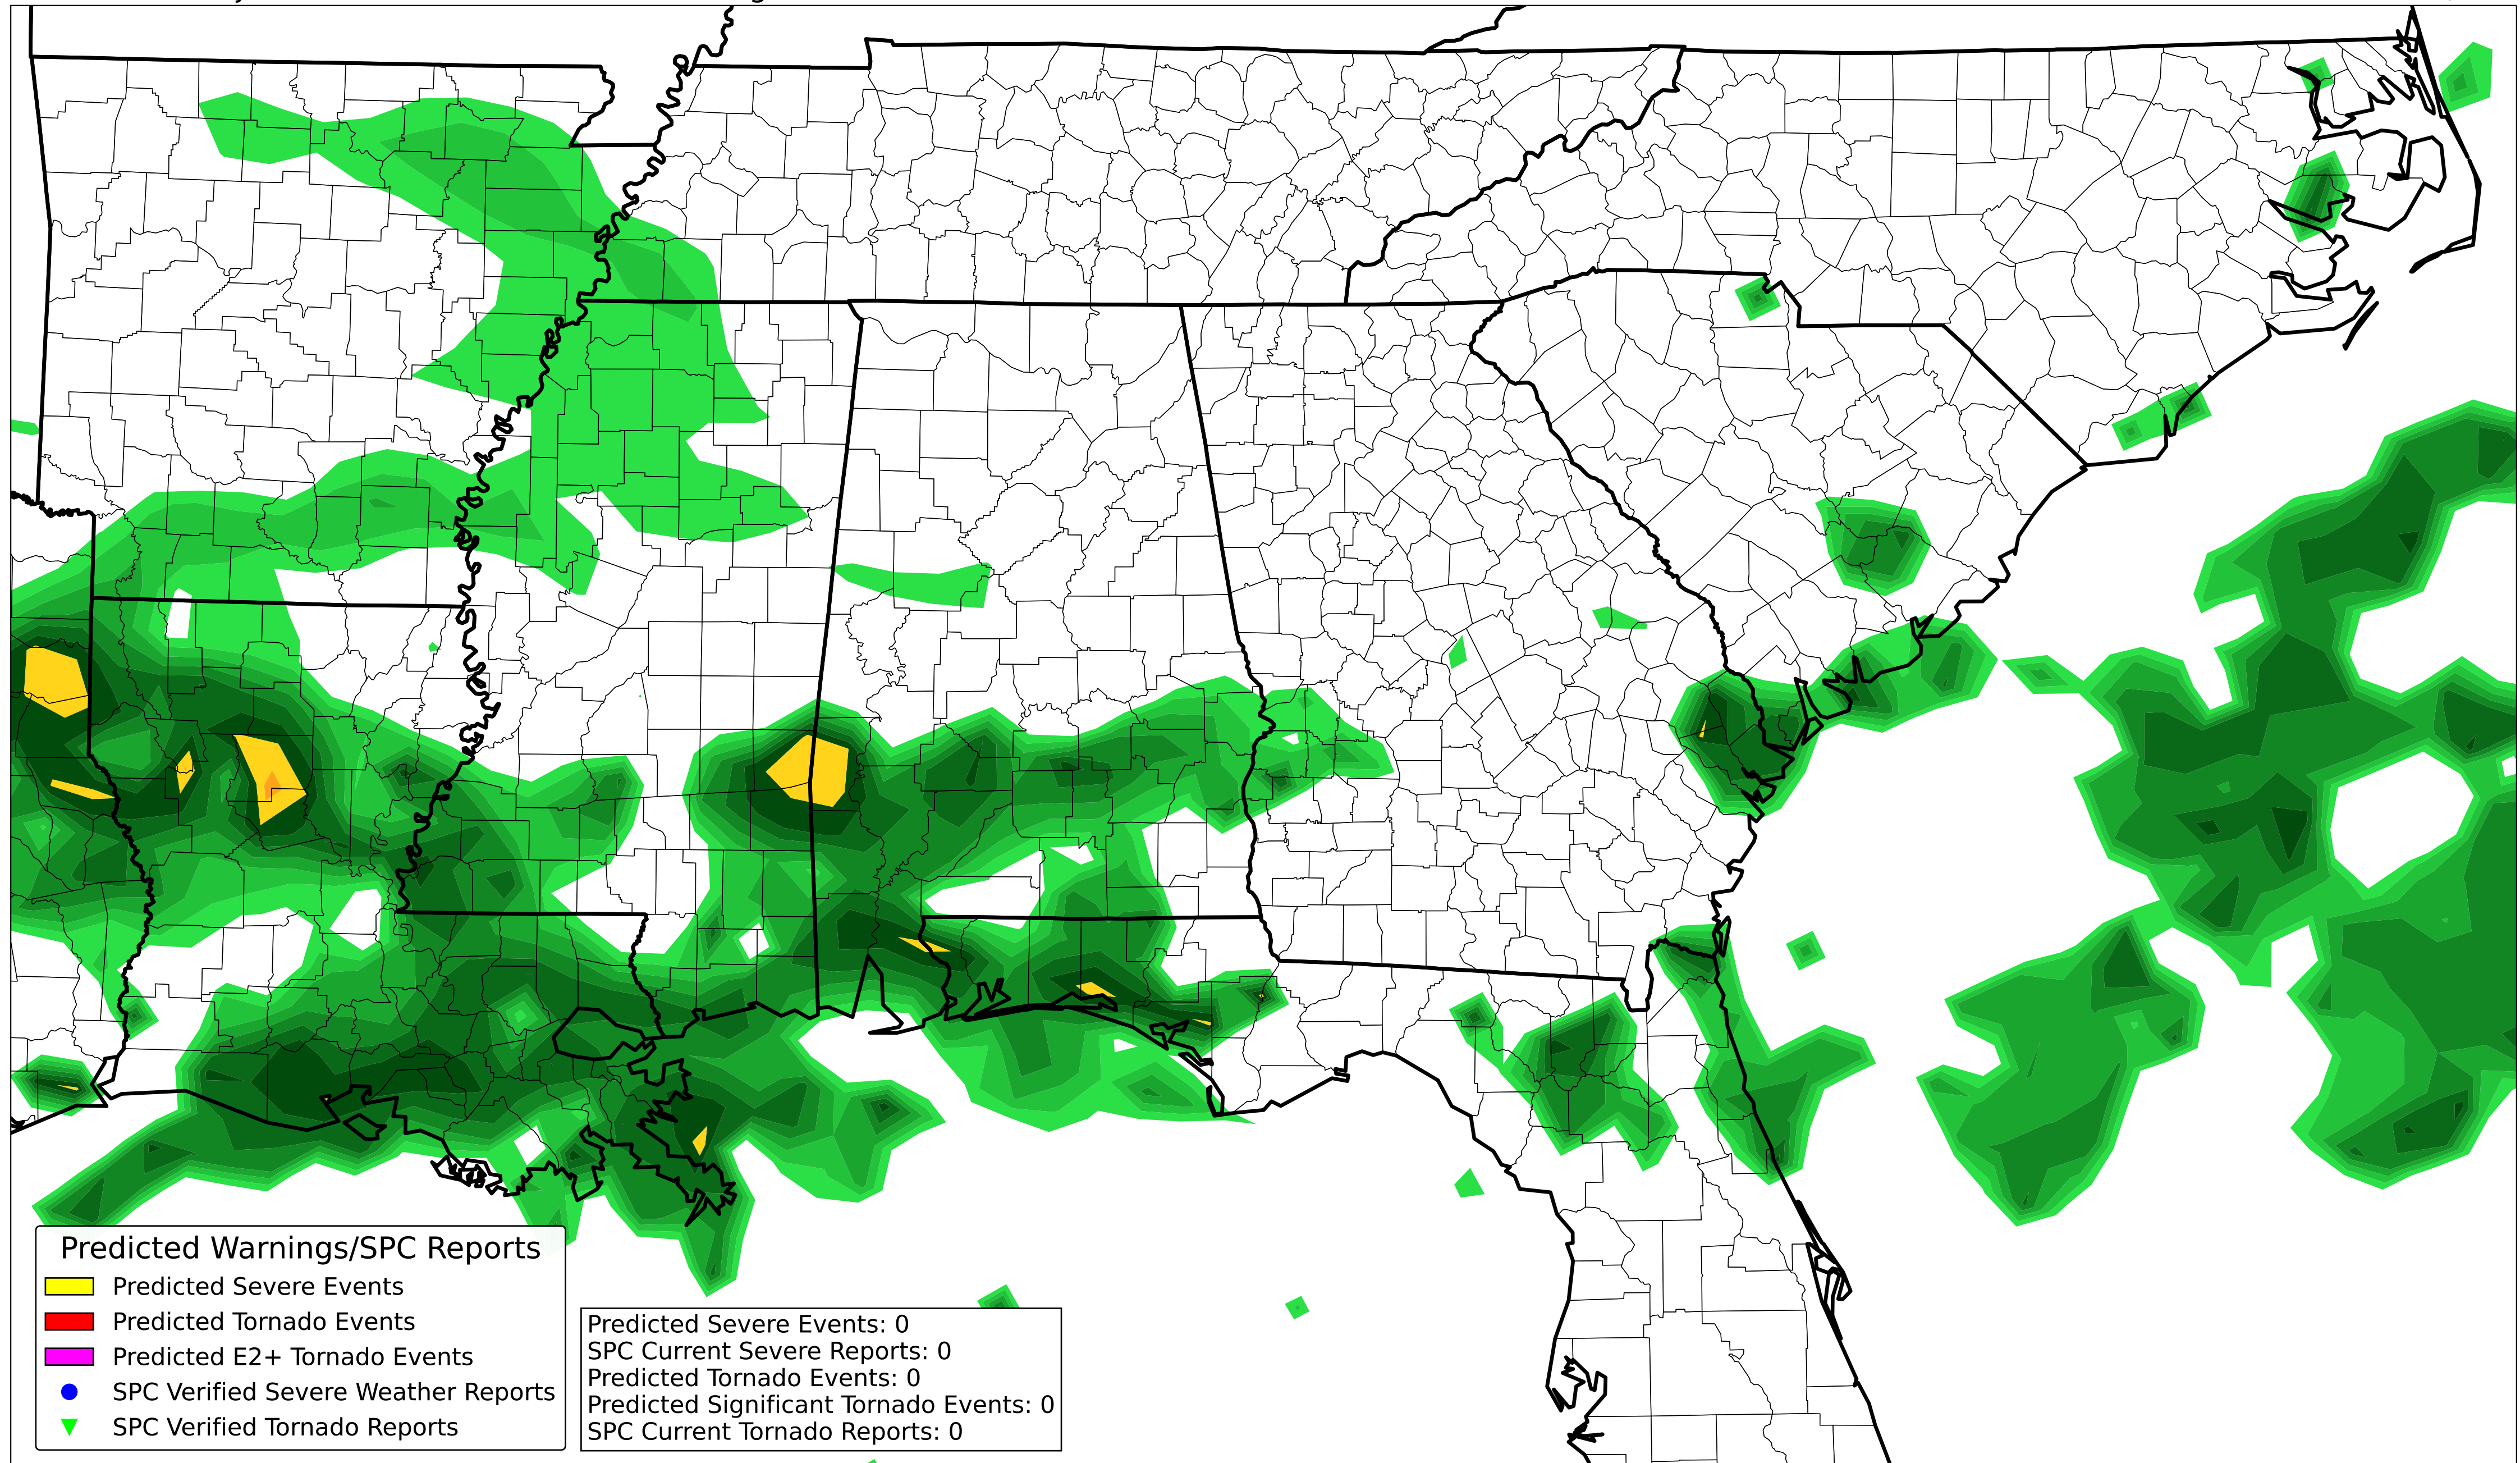 Predicted Warnings/SPC Reports
Predicted Severe Events
Predicted Tornado Events
Predicted E2+ Tornado Events
SPC Verified Severe Weather Reports
SPC Verified Tornado Reports
Predicted Severe Events: 0
SPC Current Severe Reports: 0
Predicted Tornado Events: 0
Predicted Significant Tornado Events: 0
SPC Current Tornado Reports: 0